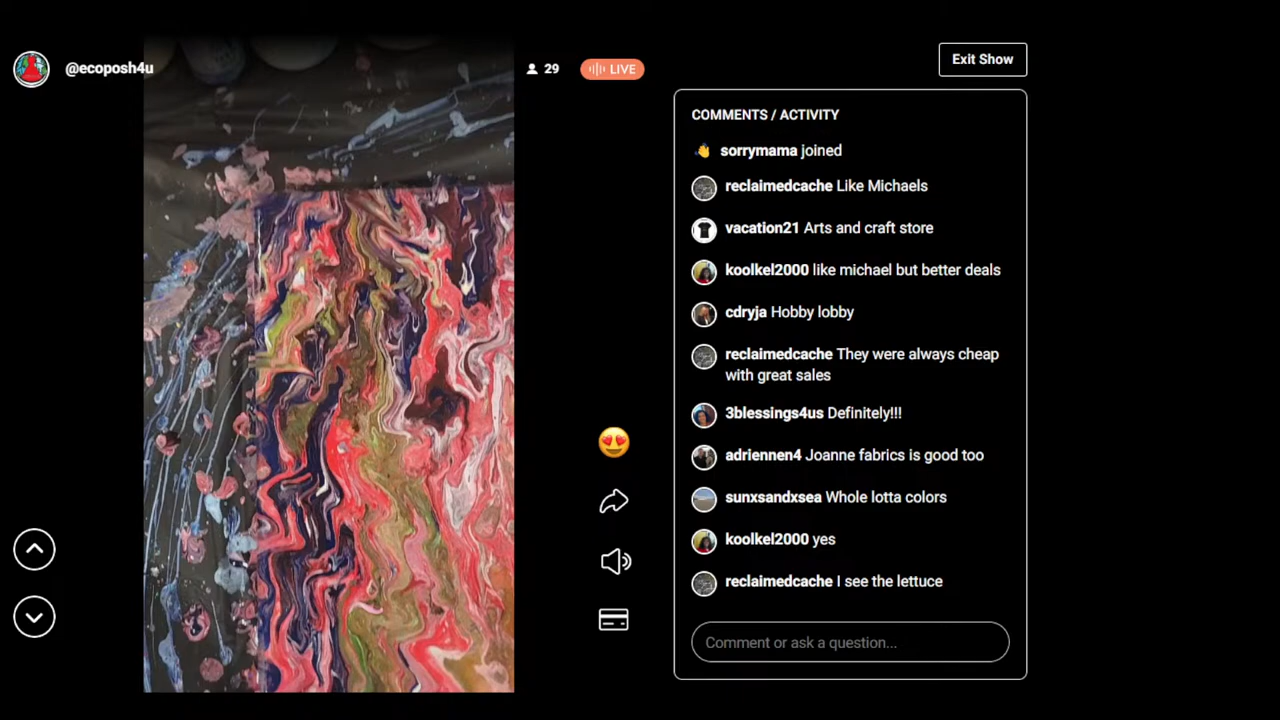 @ecoposh4u
29
LIVE
Exit Show
COMMENTS / ACTIVITY
sorrymama joined
reclaimedcache Like Michaels
vacation21 Arts and craft store
koolkel2000 like michael but better deals
cdryja Hobby lobby
reclaimedcache They were always cheap
with great sales
3blessings4us Definitely!!!
adriennen4 Joanne fabrics is good too
sunxsandxsea Whole lotta colors
koolkel2000 yes
reclaimedcache I see the lettuce
Comment or ask a question...